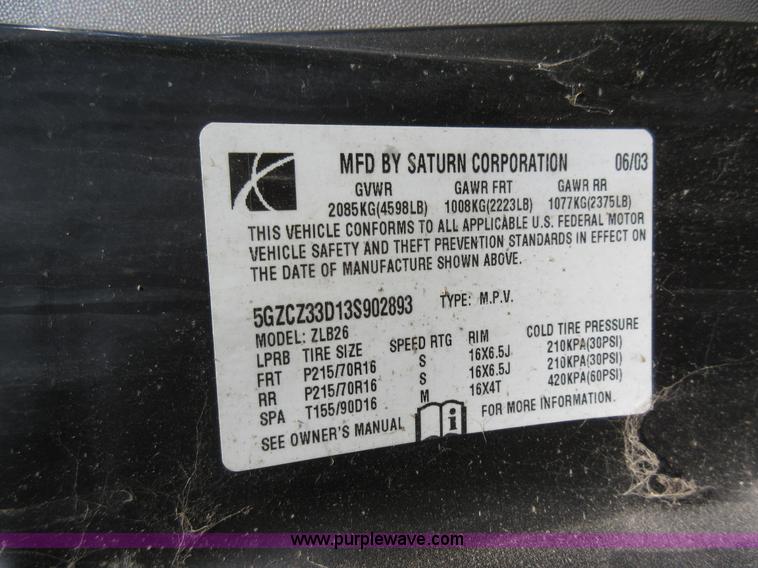 MFD BY SATURN CORPORATION 06/03
GVWR GAWR FRT GAWR RR
2085KG(4598LB) 1008KG(2223LB) 1077KG(2375LB)
THIS VEHICLE CONFORMS TO ALL APPLICABLE U.S. FEDERAL MOTOR
VEHICLE SAFETY AND THEFT PREVENTION STANDARDS IN EFFECT ON
THE DATE OF MANUFACTURE SHOWN ABOVE.
5GZCZ33D13S902893 TYPE: M.P.V.
MODEL: ZLB26
LPRB TIRE SIZE SPEED RTG RIM COLD TIRE PRESSURE
FRT P215/70R16 S 16X6.5J 210KPA(30PSI)
RR P215/70R16 S 16X6.5J 210KPA(30PSI)
SPA T155/90D16 M 16X4T 420KPA(60PSI)
SEE OWNER'S MANUAL i FOR MORE INFORMATION.
www.purplewave.com